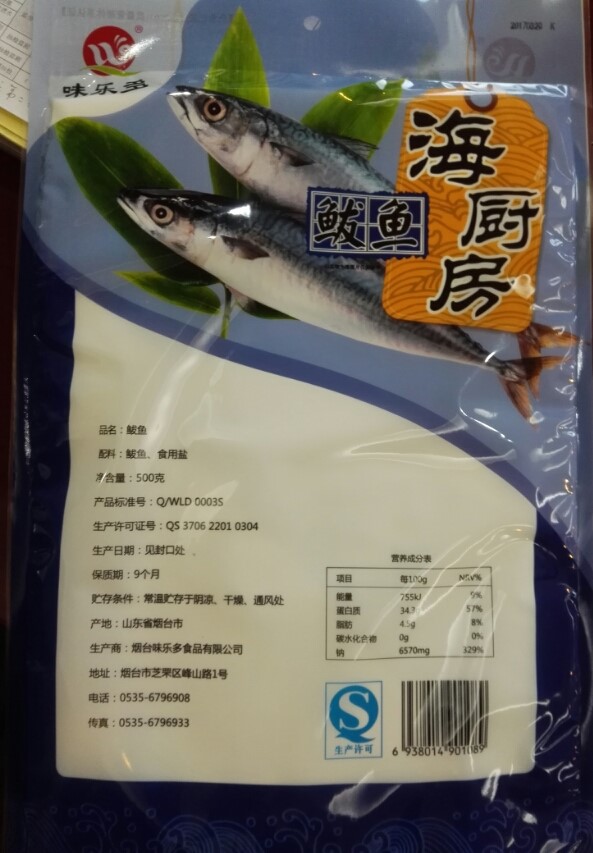 20170320 R
味乐多
®
海厨房
鲅鱼
品名：鲅鱼
配料：鲅鱼、食用盐
净含量：500克
产品标准号：Q/WLD 0003S
生产许可证号：QS 3706 2201 0304
生产日期：见封口处
保质期：9个月
贮存条件：常温贮存于阴凉、干燥、通风处
产地：山东省烟台市
生产商：烟台味乐多食品有限公司
地址：烟台市芝罘区峰山路1号
电话：0535-6796908
传真：0535-6796933
营养成分表
项目 每100g NRV%
能量 755kJ 9%
蛋白质 34.3g 57%
脂肪 4.5g 8%
碳水化合物 0g 0%
钠 6570mg 329%
生产许可
6 938014 901089